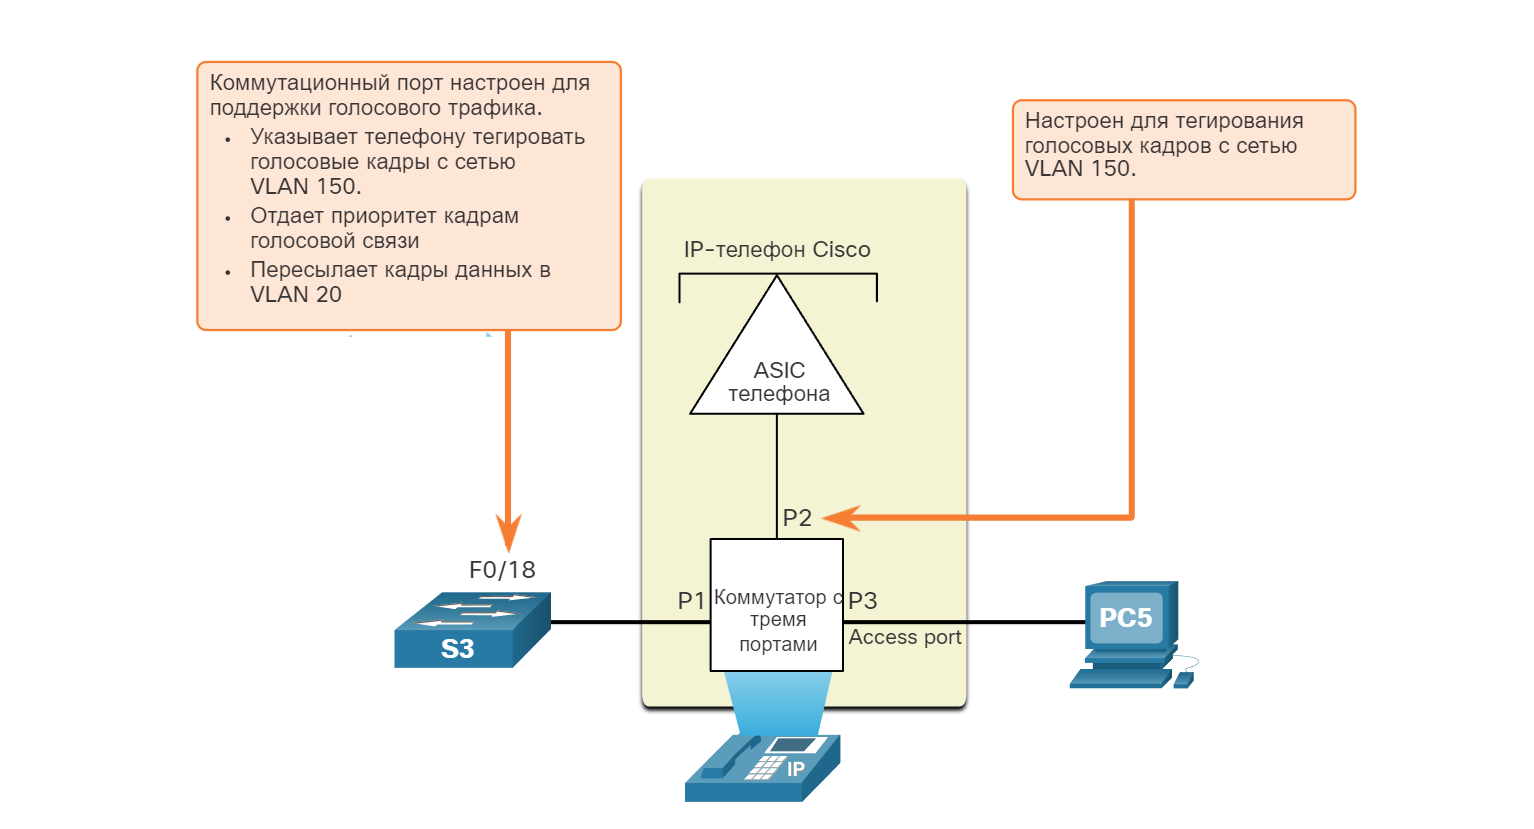 Коммутационный порт настроен для
поддержки голосового трафика.
• Указывает телефону тегировать
голосовые кадры с сетью
VLAN 150.
• Отдает приоритет кадрам
голосовой связи
• Пересылает кадры данных в
VLAN 20
Настроен для тегирования
голосовых кадров с сетью
VLAN 150.
IP-телефон Cisco
ASIC
телефона
P2
F0/18
S3
P1
Коммутатор с
тремя
портами
P3
Access port
PC5
IP